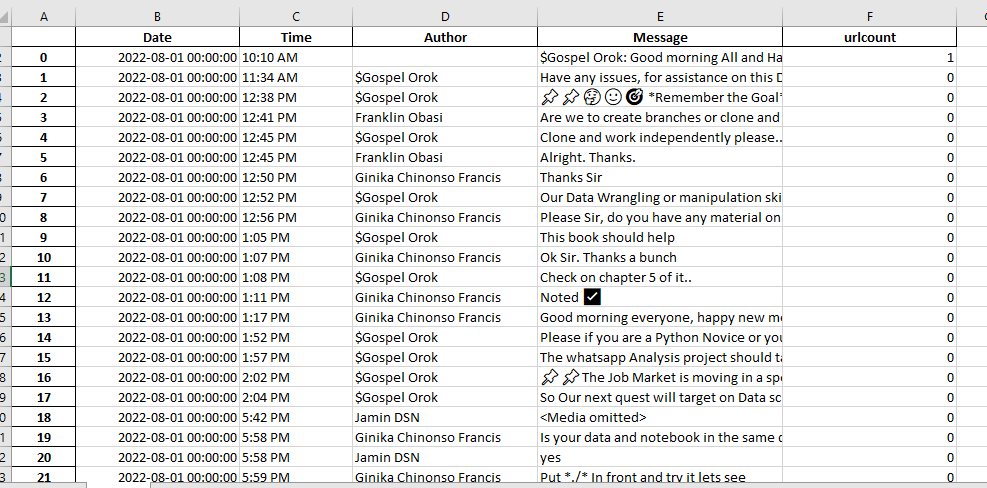 A B C D E F
Date Time Author Message urlcount
0 2022-08-01 00:00:00 10:10 AM $Gospel Orok: Good morning All and Ha 1
1 2022-08-01 00:00:00 11:34 AM $Gospel Orok Have any issues, for assistance on this D 0
2 2022-08-01 00:00:00 12:38 PM $Gospel Orok 📌 📌 🤔 🙂 🎯 *Remember the Goal* 0
3 2022-08-01 00:00:00 12:41 PM Franklin Obasi Are we to create branches or clone and 0
4 2022-08-01 00:00:00 12:45 PM $Gospel Orok Clone and work independently please.. 0
5 2022-08-01 00:00:00 12:45 PM Franklin Obasi Alright. Thanks. 0
6 2022-08-01 00:00:00 12:50 PM Ginika Chinonso Francis Thanks Sir 0
7 2022-08-01 00:00:00 12:52 PM $Gospel Orok Our Data Wrangling or manipulation ski 0
8 2022-08-01 00:00:00 12:56 PM Ginika Chinonso Francis Please Sir, do you have any material on 0
9 2022-08-01 00:00:00 1:05 PM $Gospel Orok This book should help 0
10 2022-08-01 00:00:00 1:07 PM Ginika Chinonso Francis Ok Sir. Thanks a bunch 0
11 2022-08-01 00:00:00 1:08 PM $Gospel Orok Check on chapter 5 of it.. 0
12 2022-08-01 00:00:00 1:11 PM Ginika Chinonso Francis Noted ✅ 0
13 2022-08-01 00:00:00 1:17 PM Ginika Chinonso Francis Good morning everyone, happy new m 0
14 2022-08-01 00:00:00 1:52 PM $Gospel Orok Please if you are a Python Novice or you 0
15 2022-08-01 00:00:00 1:57 PM $Gospel Orok The whatsapp Analysis project should ta 0
16 2022-08-01 00:00:00 2:02 PM $Gospel Orok 📌 📌 The Job Market is moving in a spe 0
17 2022-08-01 00:00:00 2:04 PM $Gospel Orok So Our next quest will target on Data sc 0
18 2022-08-01 00:00:00 5:42 PM Jamin DSN <Media omitted> 0
19 2022-08-01 00:00:00 5:58 PM Ginika Chinonso Francis Is your data and notebook in the same 0
20 2022-08-01 00:00:00 5:58 PM Jamin DSN yes 0
21 2022-08-01 00:00:00 5:59 PM Ginika Chinonso Francis Put *./* In front and try it lets see 0